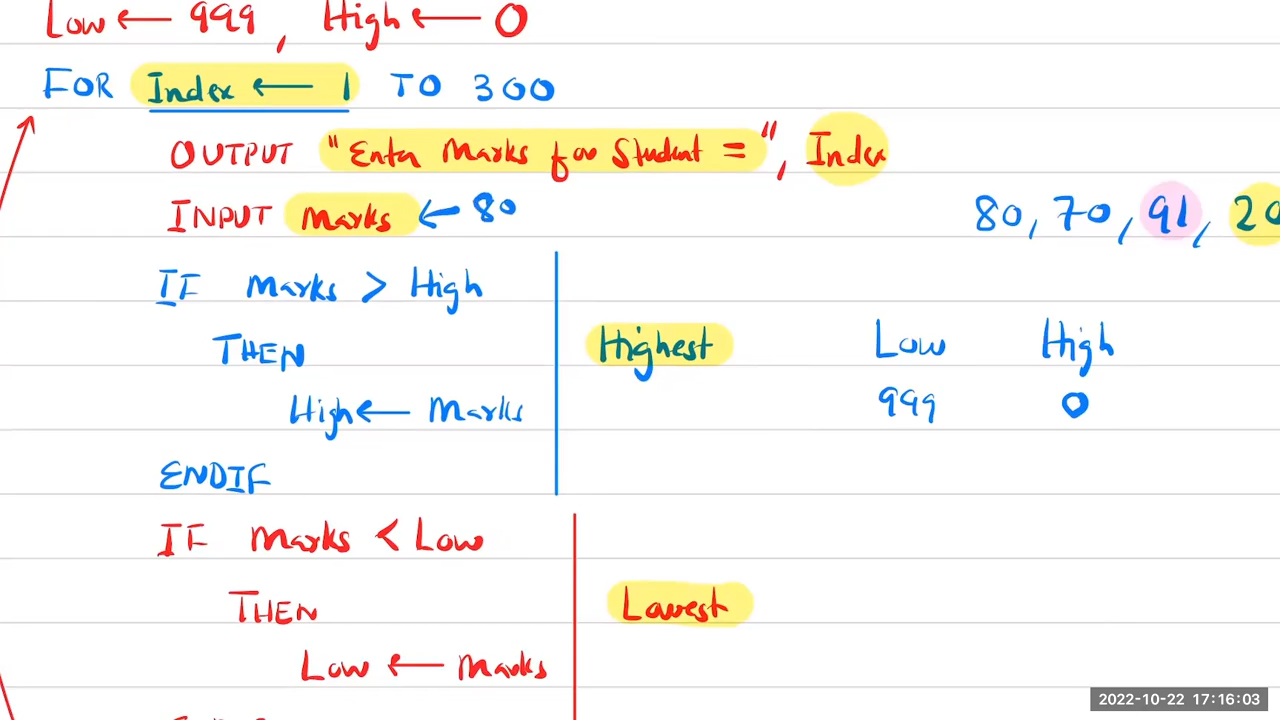 Low ← 999, High ← 0
FOR Index ← 1 TO 300
OUTPUT "Enter Marks for Student = ", Index
INPUT Marks ← 80
80, 70, 91, 20
IF Marks > High
THEN
Highest
Low High
High ← Marks
999 0
ENDIF
IF Marks < Low
THEN
Lowest
Low ← Marks
2022-10-22 17:16:03